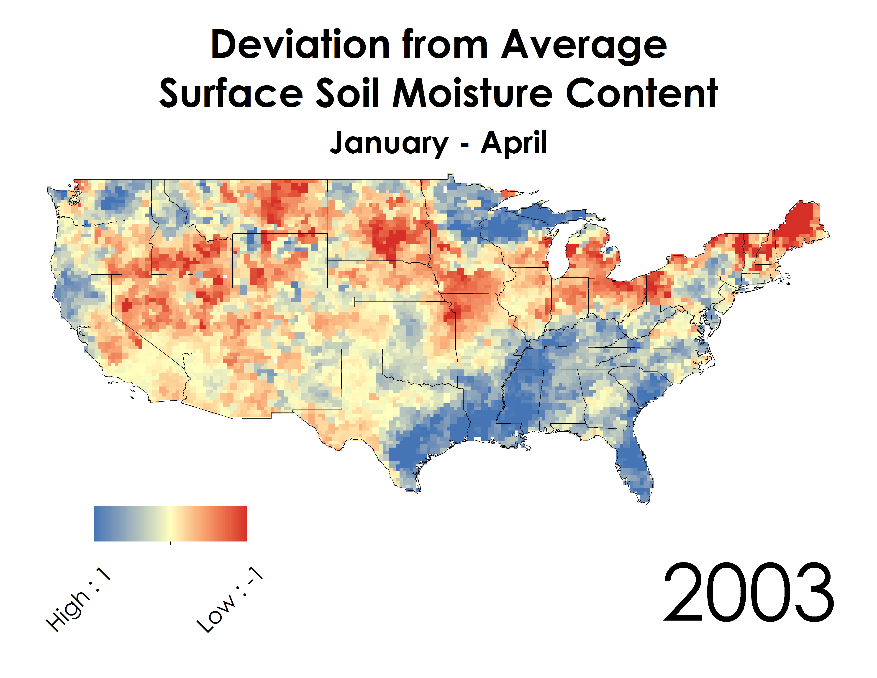 Deviation from Average
Surface Soil Moisture Content
January - April
High : 1
Low : -1
2003